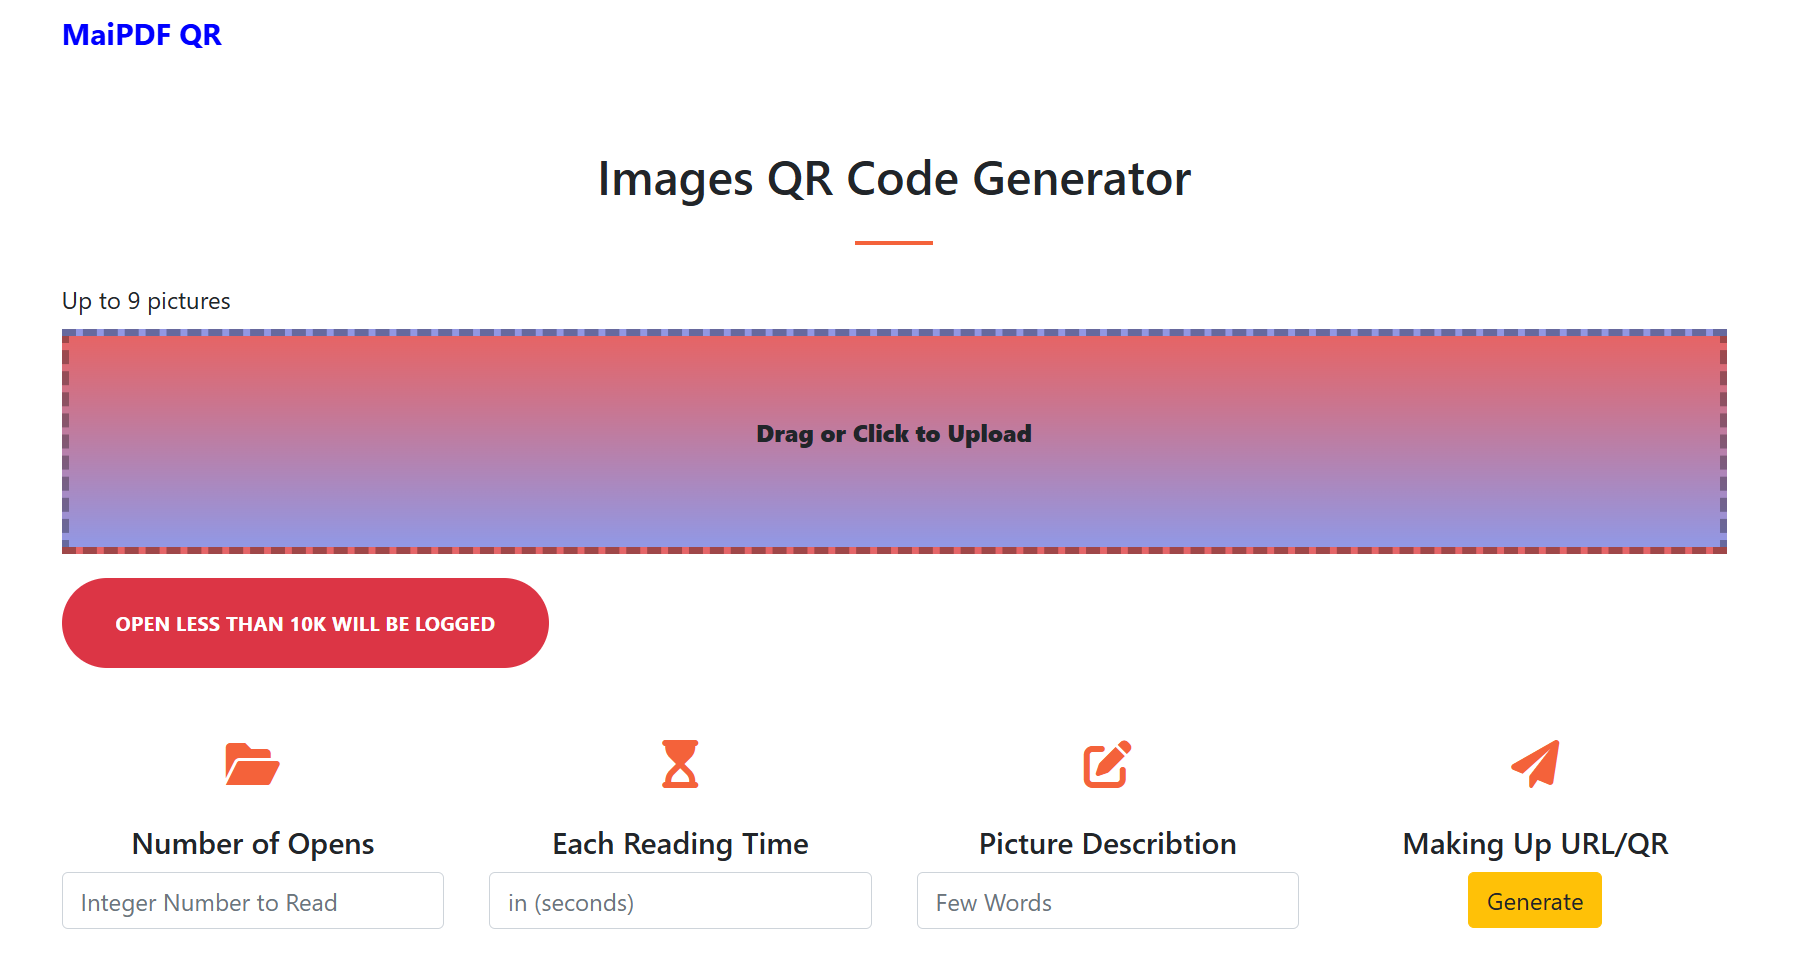 MaiPDF QR
Images QR Code Generator
Up to 9 pictures
Drag or Click to Upload
OPEN LESS THAN 10K WILL BE LOGGED
Number of Opens
Integer Number to Read
Each Reading Time
in (seconds)
Picture Describtion
Few Words
Making Up URL/QR
Generate